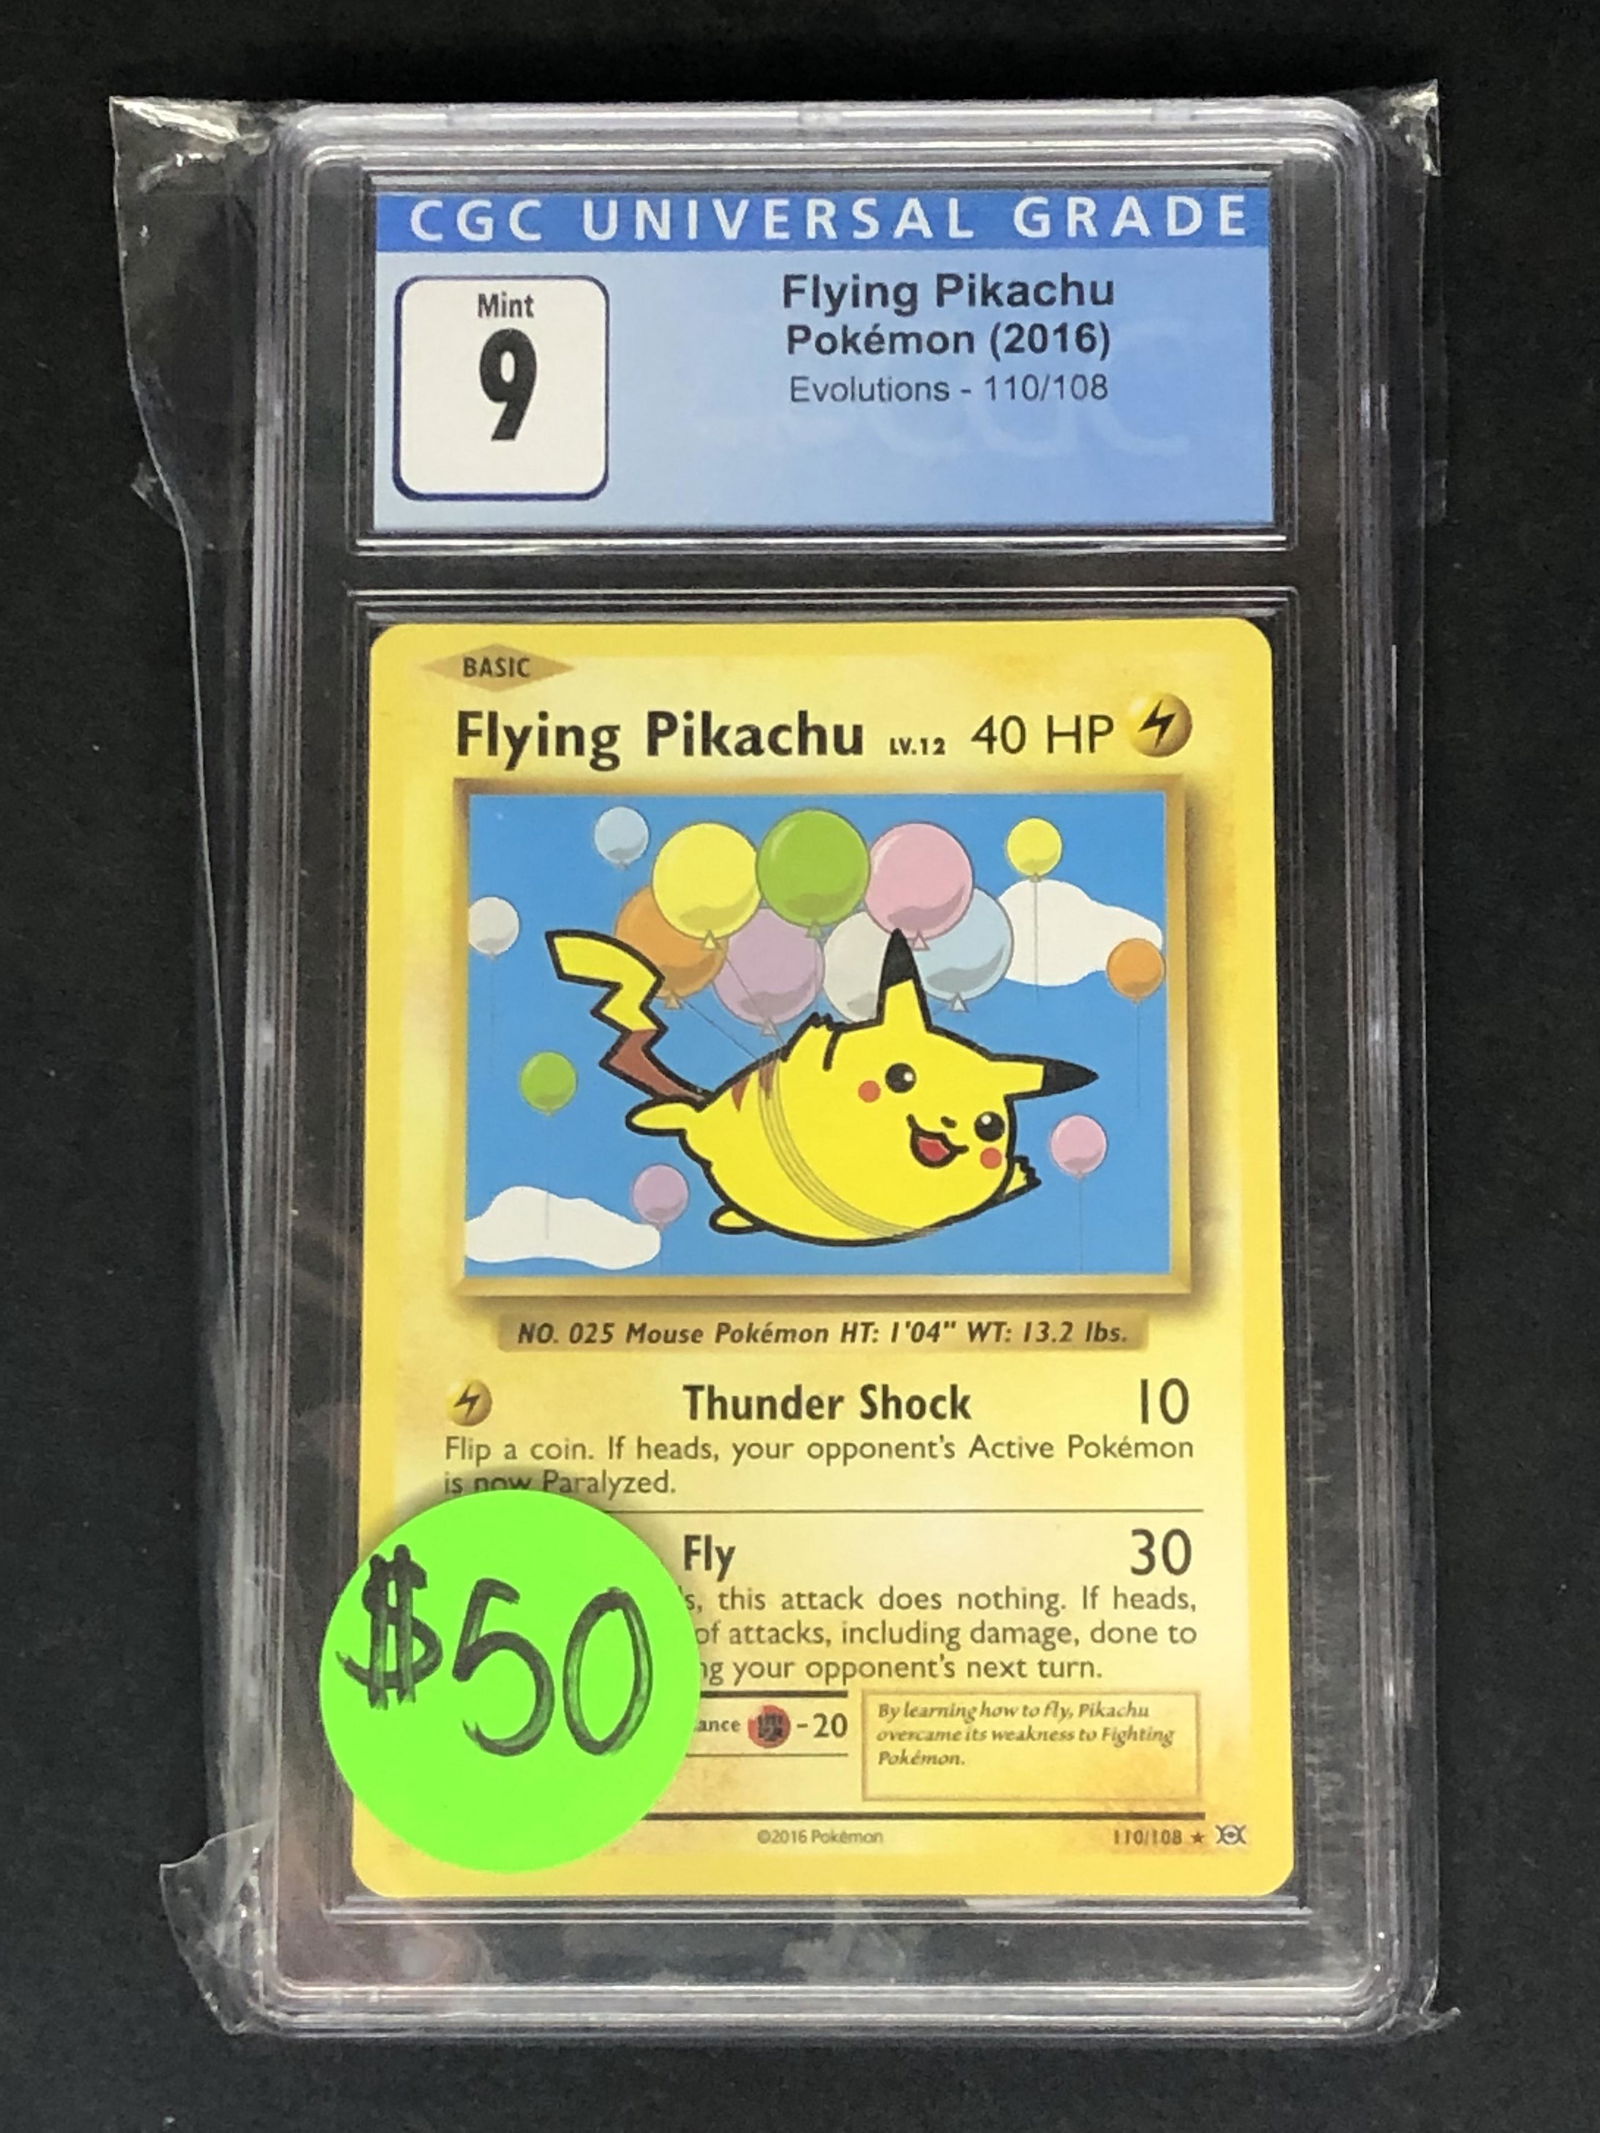 CGC UNIVERSAL GRADE
Mint
9
Flying Pikachu
Pokémon (2016)
Evolutions - 110/108
BASIC
Flying Pikachu LV.12 40 HP
NO. 025 Mouse Pokémon HT: 1'04" WT: 13.2 lbs.
Thunder Shock 10
Flip a coin. If heads, your opponent's Active Pokémon
is now Paralyzed.
Fly 30
this attack does nothing. If heads,
of attacks, including damage, done to
your opponent's next turn.
$50
-20
By learning how to fly, Pikachu
overcame its weakness to Fighting
Pokémon.
©2016 Pokémon
110/108